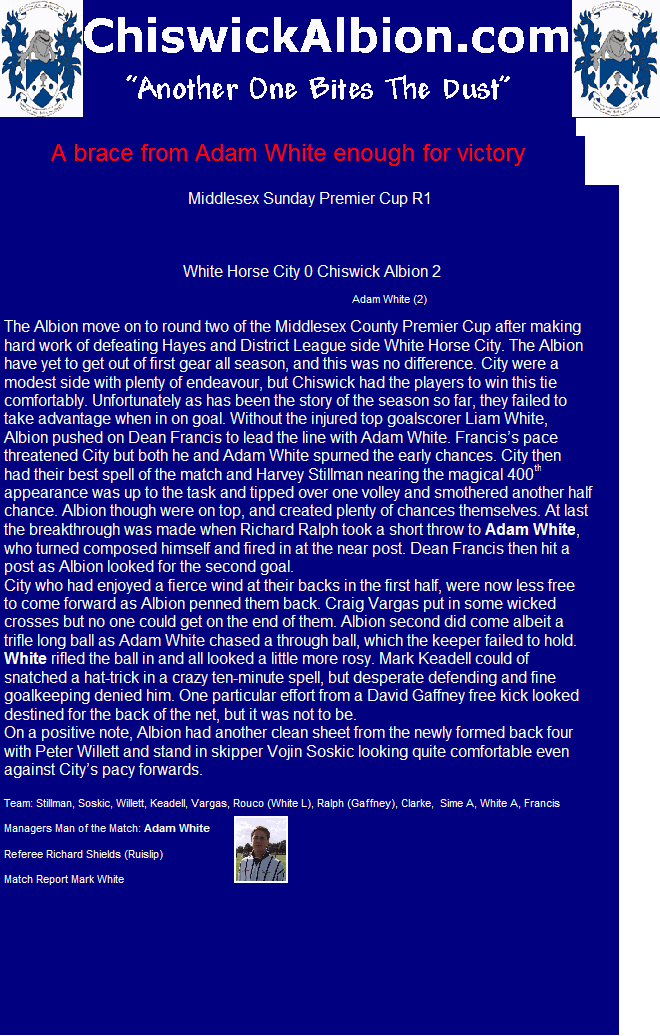 ChiswickAlbion.com
“Another One Bites The Dust”
A brace from Adam White enough for victory
Middlesex Sunday Premier Cup R1
White Horse City 0 Chiswick Albion 2
Adam White (2)
The Albion move on to round two of the Middlesex County Premier Cup after making
hard work of defeating Hayes and District League side White Horse City. The Albion
have yet to get out of first gear all season, and this was no difference. City were a
modest side with plenty of endeavour, but Chiswick had the players to win this tie
comfortably. Unfortunately as has been the story of the season so far, they failed to
take advantage when in on goal. Without the injured top goalscorer Liam White,
Albion pushed on Dean Francis to lead the line with Adam White. Francis’s pace
threatened City but both he and Adam White spurned the early chances. City then
had their best spell of the match and Harvey Stillman nearing the magical 400th
appearance was up to the task and tipped over one volley and smothered another half
chance. Albion though were on top, and created plenty of chances themselves. At last
the breakthrough was made when Richard Ralph took a short throw to Adam White,
who turned composed himself and fired in at the near post. Dean Francis then hit a
post as Albion looked for the second goal.
City who had enjoyed a fierce wind at their backs in the first half, were now less free
to come forward as Albion penned them back. Craig Vargas put in some wicked
crosses but no one could get on the end of them. Albion second did come albeit a
trifle long ball as Adam White chased a through ball, which the keeper failed to hold.
White rifled the ball in and all looked a little more rosy. Mark Keadell could of
snatched a hat-trick in a crazy ten-minute spell, but desperate defending and fine
goalkeeping denied him. One particular effort from a David Gaffney free kick looked
destined for the back of the net, but it was not to be.
On a positive note, Albion had another clean sheet from the newly formed back four
with Peter Willett and stand in skipper Vojin Soskic looking quite comfortable even
against City’s pacy forwards.
Team: Stillman, Soskic, Willett, Keadell, Vargas, Rouco (White L), Ralph (Gaffney), Clarke, Sime A, White A, Francis
Managers Man of the Match: Adam White
Referee Richard Shields (Ruislip)
Match Report Mark White